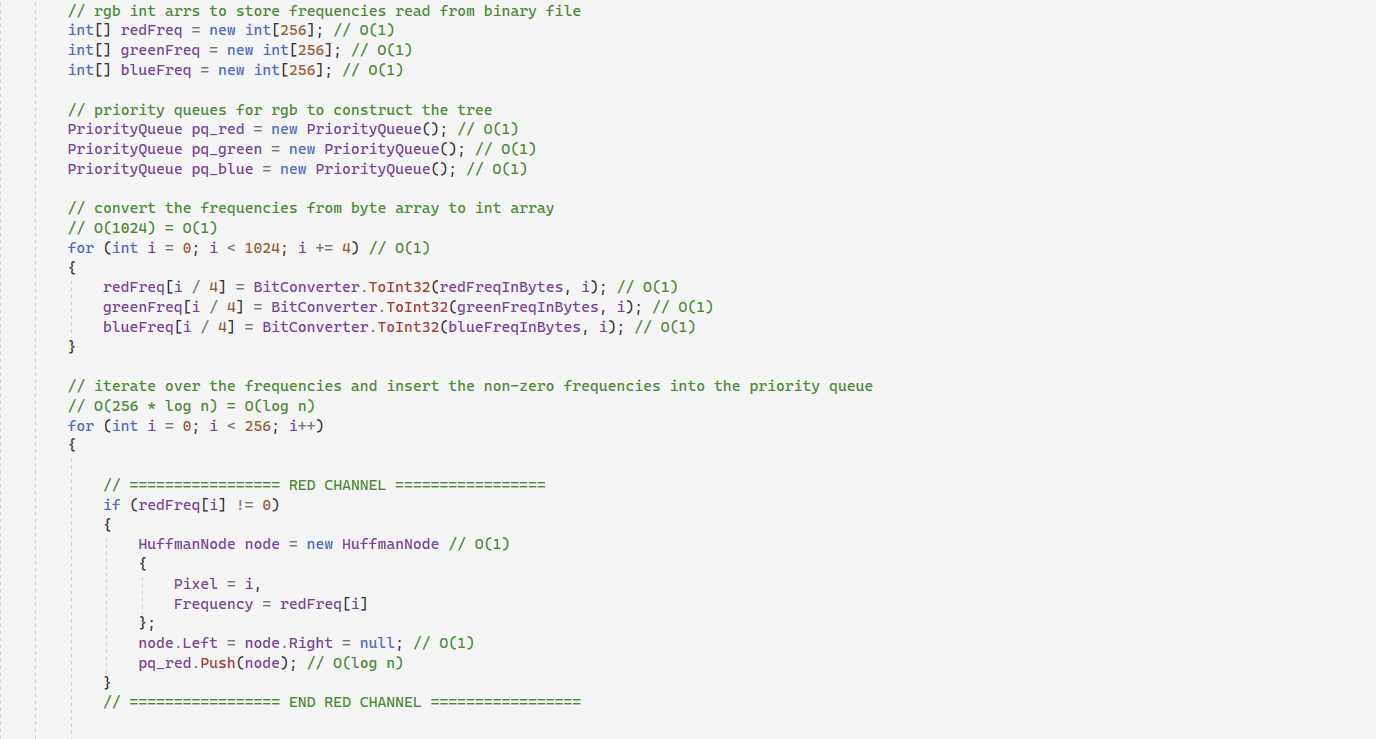 // rgb int arrs to store frequencies read from binary file
int[] redFreq = new int[256]; // O(1)
int[] greenFreq = new int[256]; // O(1)
int[] blueFreq = new int[256]; // O(1)
// priority queues for rgb to construct the tree
PriorityQueue pq_red = new PriorityQueue(); // O(1)
PriorityQueue pq_green = new PriorityQueue(); // O(1)
PriorityQueue pq_blue = new PriorityQueue(); // O(1)
// convert the frequencies from byte array to int array
// O(1024) = O(1)
for (int i = 0; i < 1024; i += 4) // O(1)
{
redFreq[i / 4] = BitConverter.ToInt32(redFreqInBytes, i); // O(1)
greenFreq[i / 4] = BitConverter.ToInt32(greenFreqInBytes, i); // O(1)
blueFreq[i / 4] = BitConverter.ToInt32(blueFreqInBytes, i); // O(1)
}
// iterate over the frequencies and insert the non-zero frequencies into the priority queue
// O(256 * log n) = O(log n)
for (int i = 0; i < 256; i++)
{
// ================= RED CHANNEL =================
if (redFreq[i] != 0)
{
HuffmanNode node = new HuffmanNode // O(1)
{
Pixel = i,
Frequency = redFreq[i]
};
node.Left = node.Right = null; // O(1)
pq_red.Push(node); // O(log n)
}
// ================= END RED CHANNEL =================